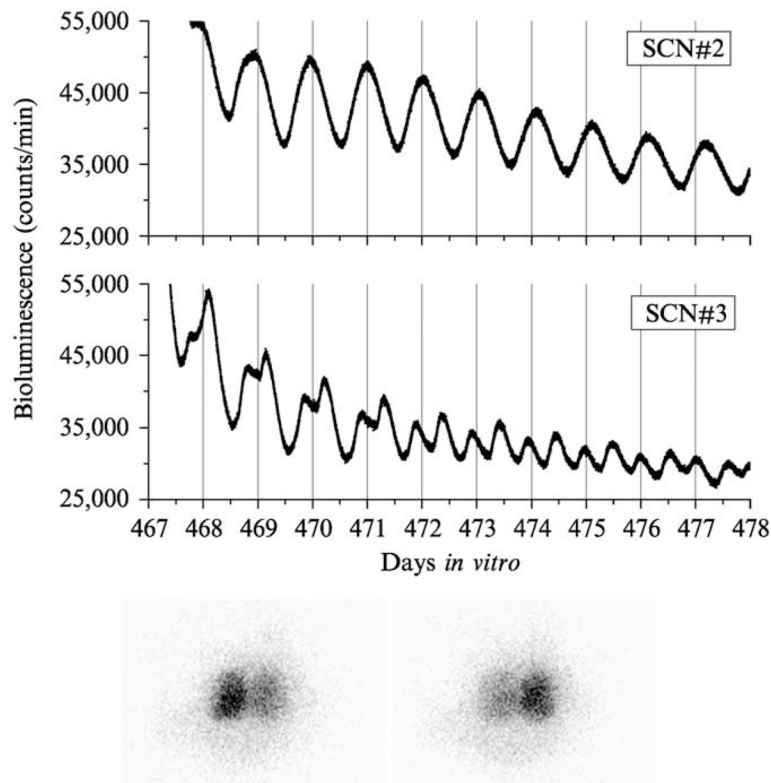 55,000
45,000
35,000
25,000
SCN#2
Bioluminescence (counts/min)
55,000
45,000
35,000
25,000
SCN#3
467 468 469 470 471 472 473 474 475 476 477 478
Days in vitro